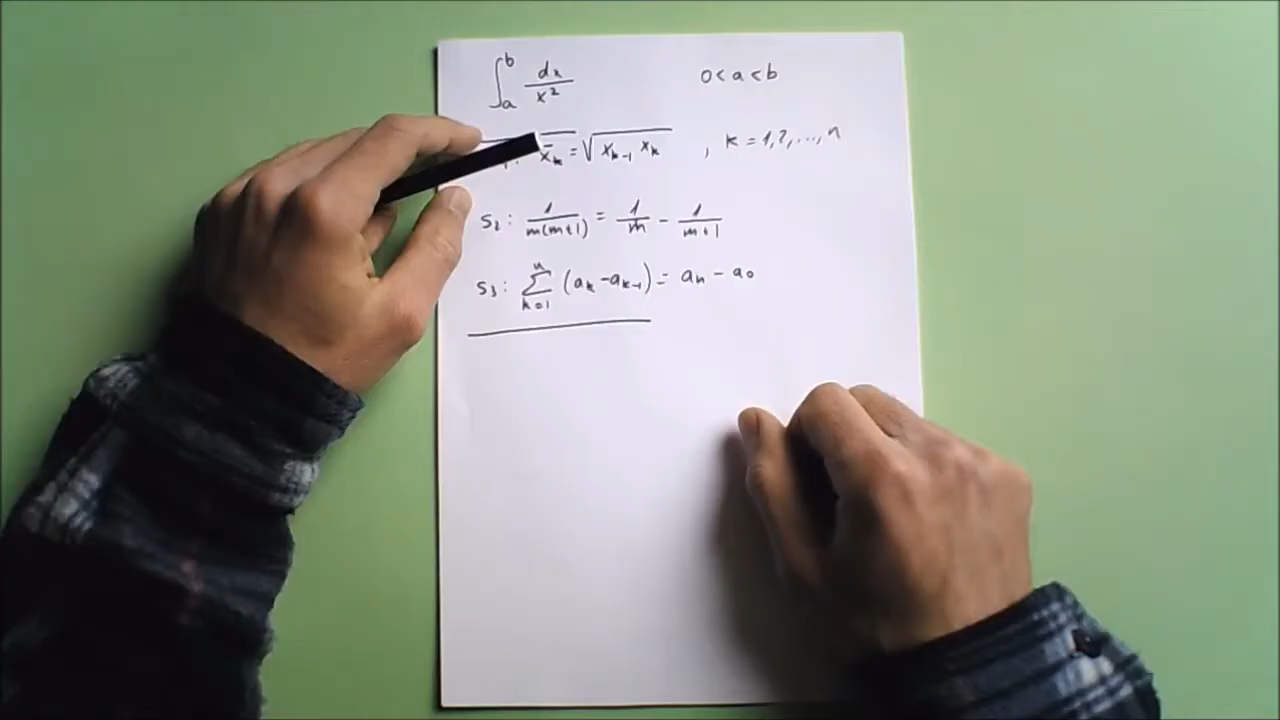 ∫_a^b dx/x²    0 < a < b
x̄_k = √(x_{k-1} x_k) , k = 1,2,...,n
S₂ : 1/(m(m+1)) = 1/m - 1/(m+1)
S₃ : ∑_{k=1}^n (a_k - a_{k-1}) = a_n - a_0